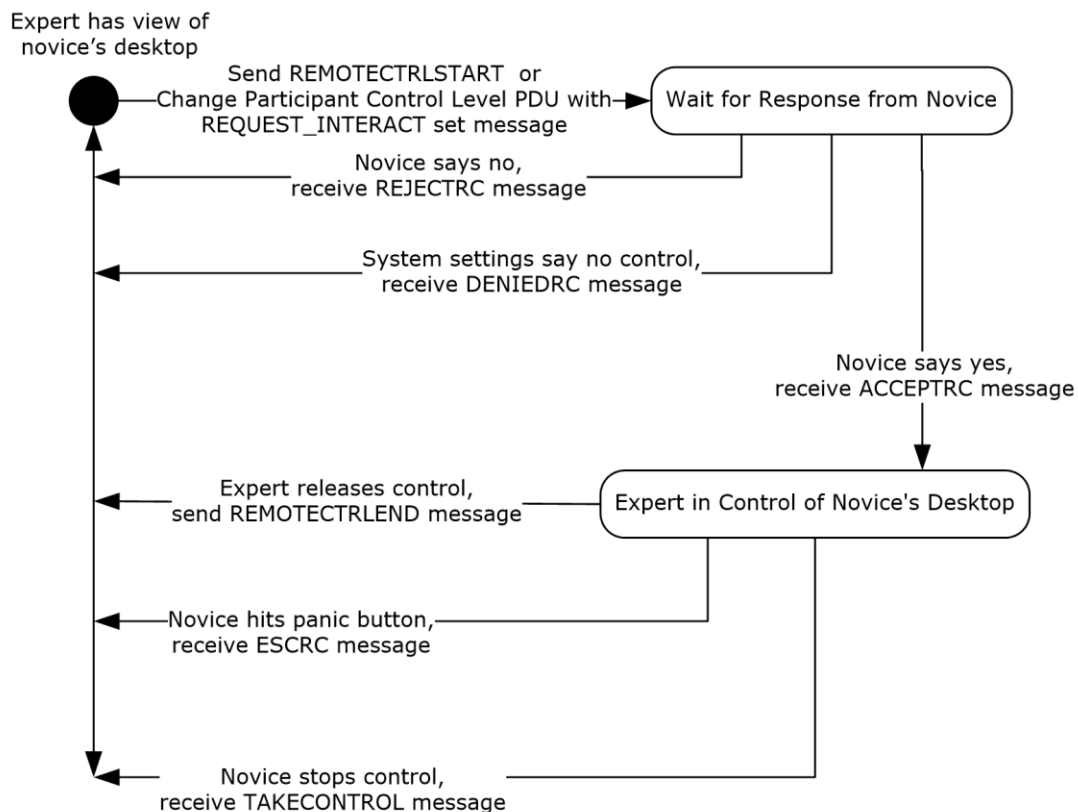 Expert has view of
novice's desktop
Send REMOTECTRLSTART or
Change Participant Control Level PDU with
REQUEST_INTERACT set message
Wait for Response from Novice
Novice says no,
receive REJECTRC message
System settings say no control,
receive DENIEDRC message
Novice says yes,
receive ACCEPTRC message
Expert releases control,
send REMOTECTRLEND message
Expert in Control of Novice's Desktop
Novice hits panic button,
receive ESCRC message
Novice stops control,
receive TAKECONTROL message